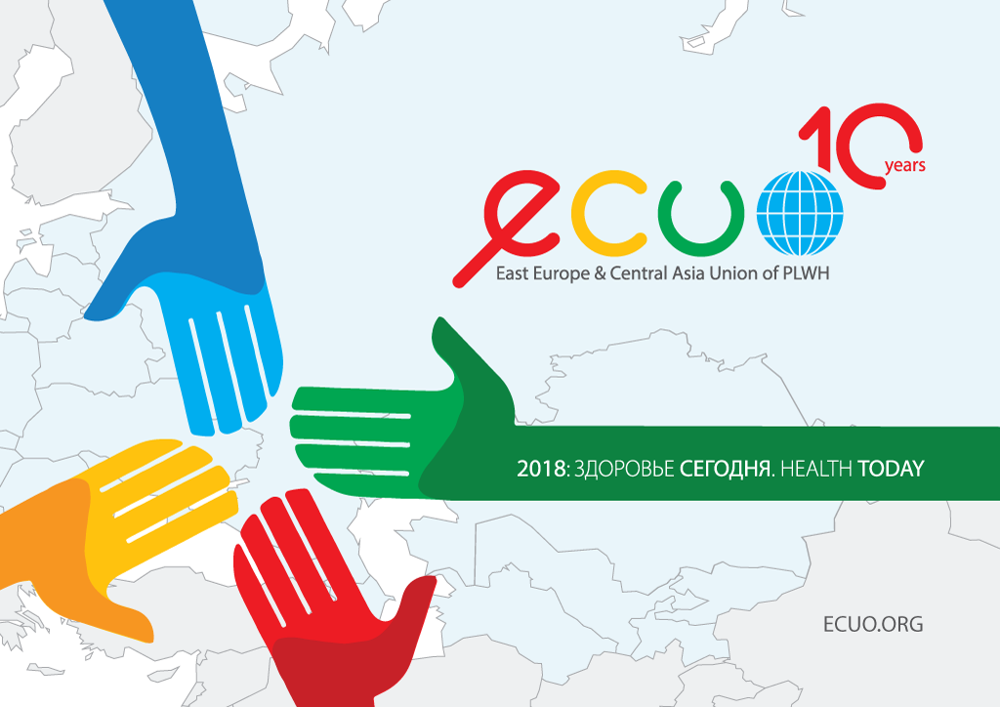 10
years
ecuo
East Europe & Central Asia Union of PLWH
2018: ЗДОРОВЬЕ СЕГОДНЯ. HEALTH TODAY
ECUO.ORG